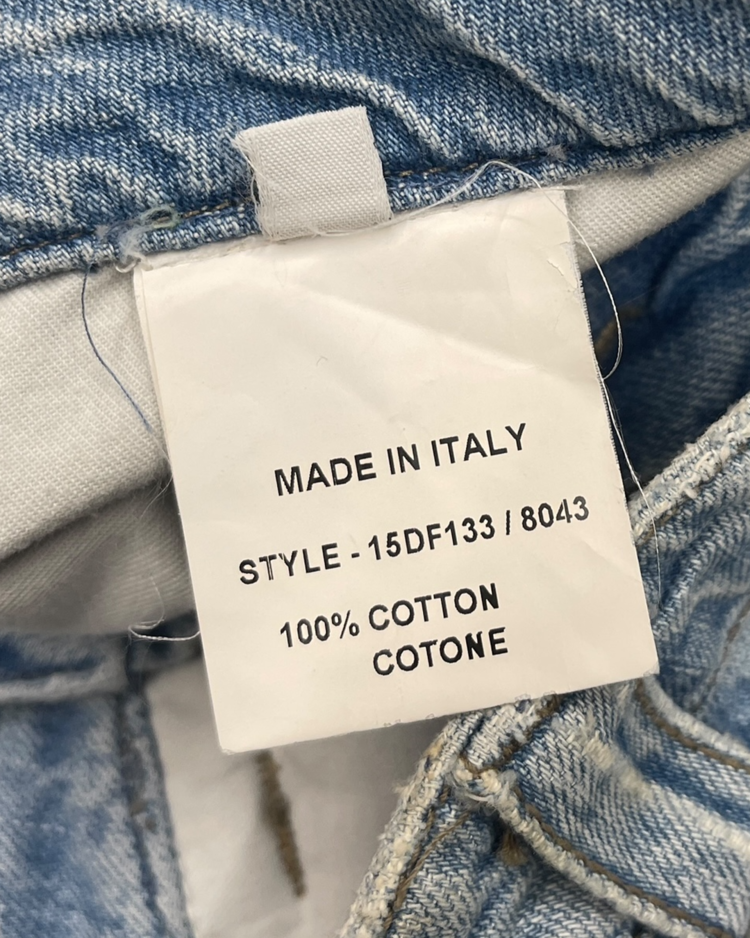 MADE IN ITALY
STYLE - 15DF133 / 8043
100% COTTON
COTONE